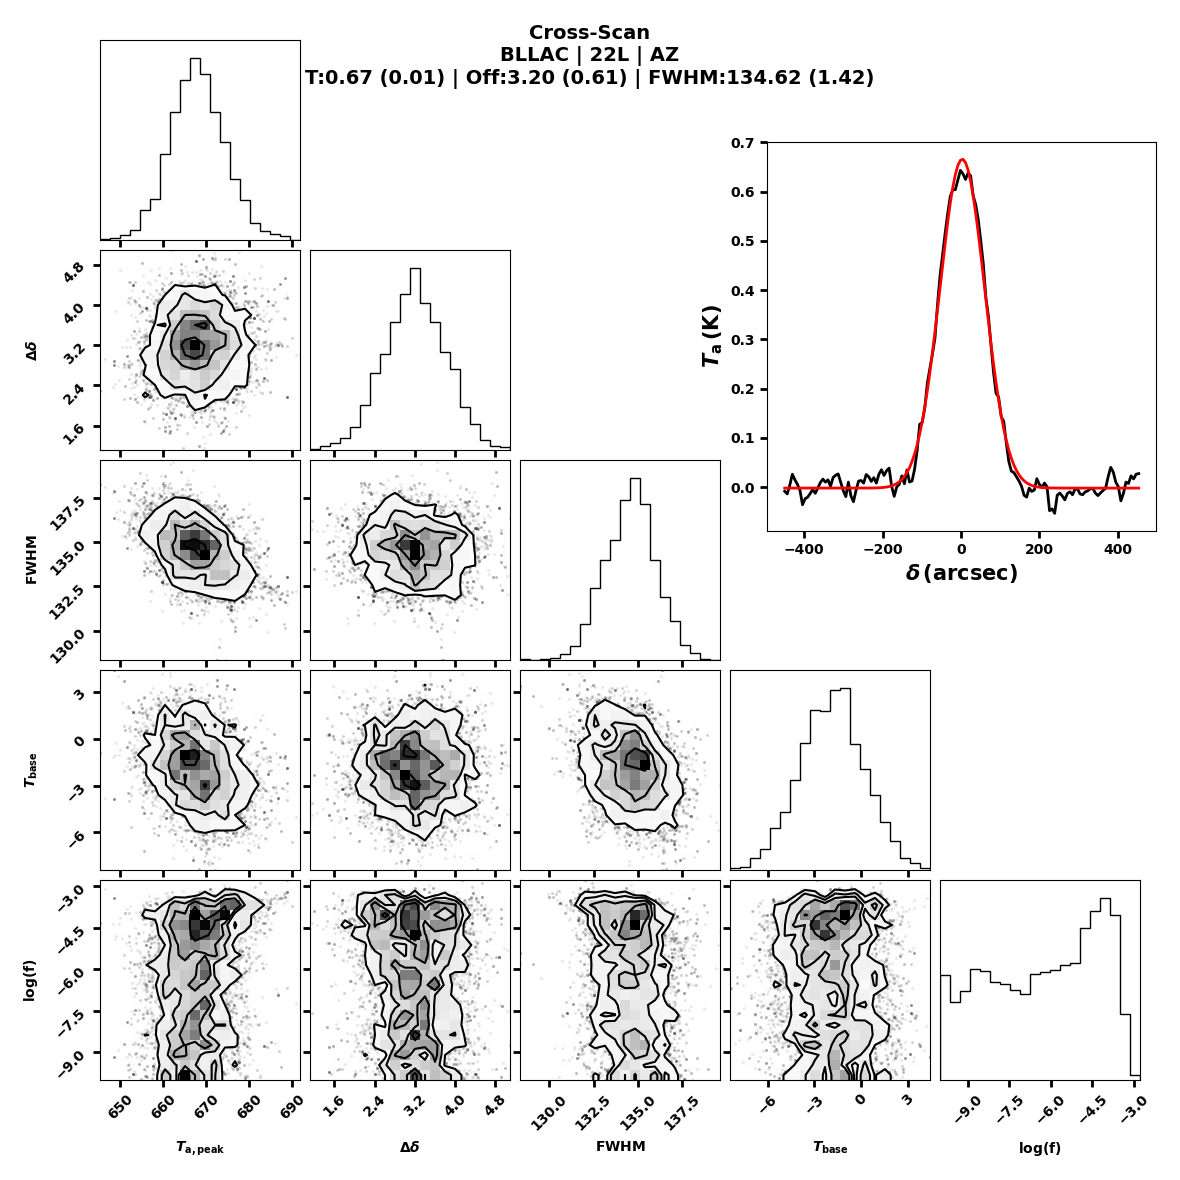 Cross-Scan
BLLAC | 22L | AZ
T:0.67 (0.01) | Off:3.20 (0.61) | FWHM:134.62 (1.42)
0.7
0.6
0.5
0.4
0.3
0.2
0.1
0.0
Ta (K)
−400 −200 0 200 400
δ (arcsec)
4.8
4.0
3.2
2.4
1.6
Δδ
137.5
135.0
132.5
130.0
FWHM
3
0
−3
−6
Tbase
−3.0
−4.5
−6.0
−7.5
−9.0
log(f)
650 660 670 680 690 1.6 2.4 3.2 4.0 4.8 130.0 132.5 135.0 137.5 −6 −3 0 3 −9.0 −7.5 −6.0 −4.5 −3.0
Ta,peak Δδ FWHM Tbase log(f)